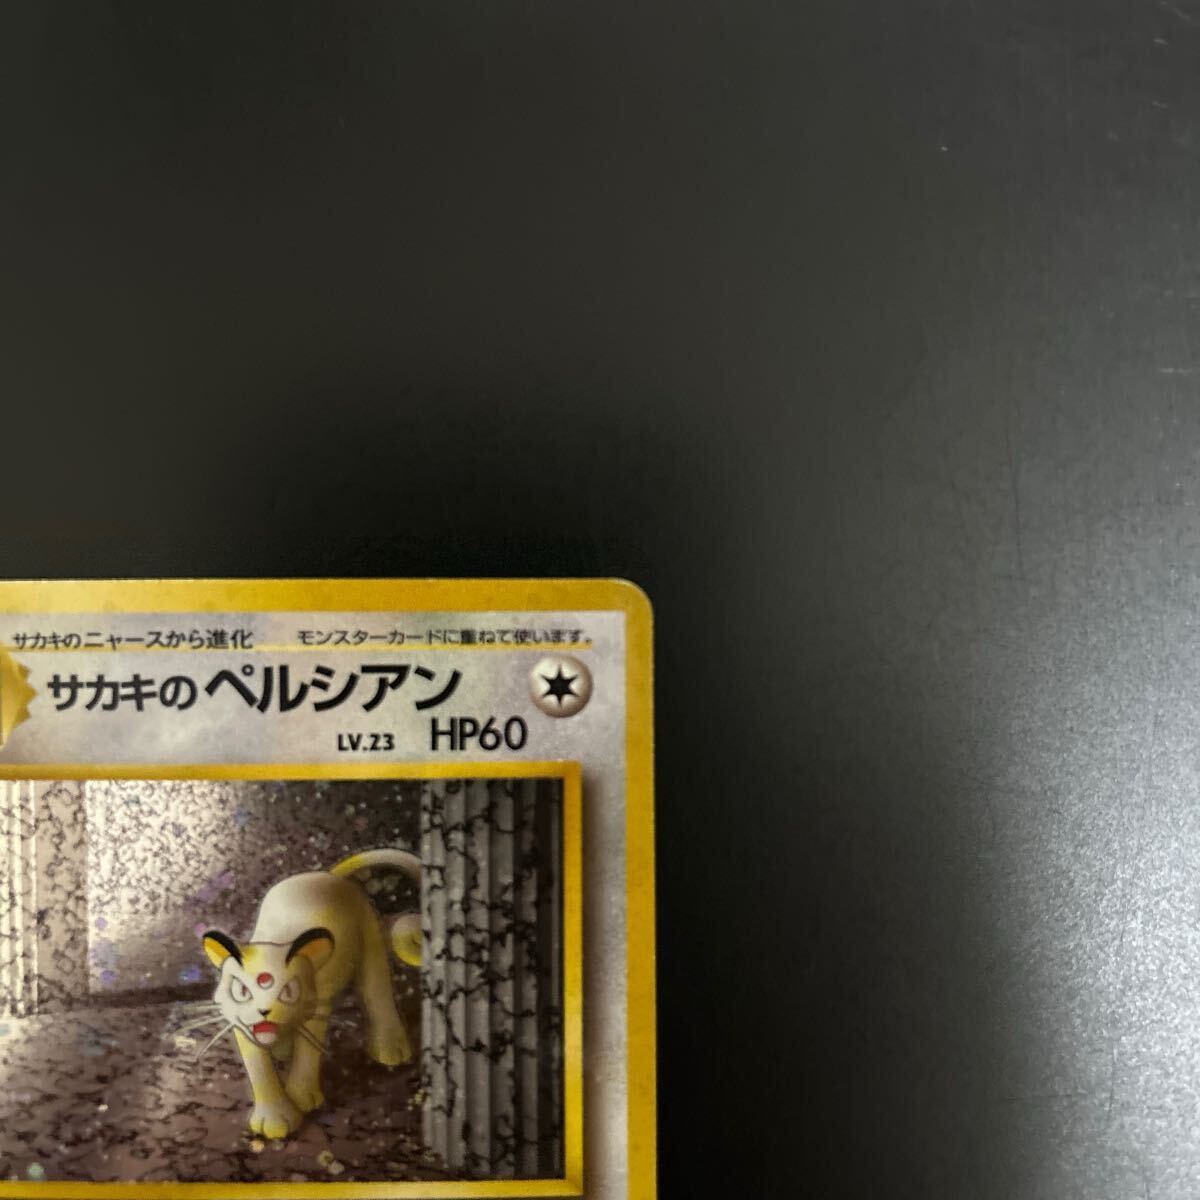 サカキのニャースから進化 モンスターカードに重ねて使います。
サカキのペルシアン
LV.23 HP60